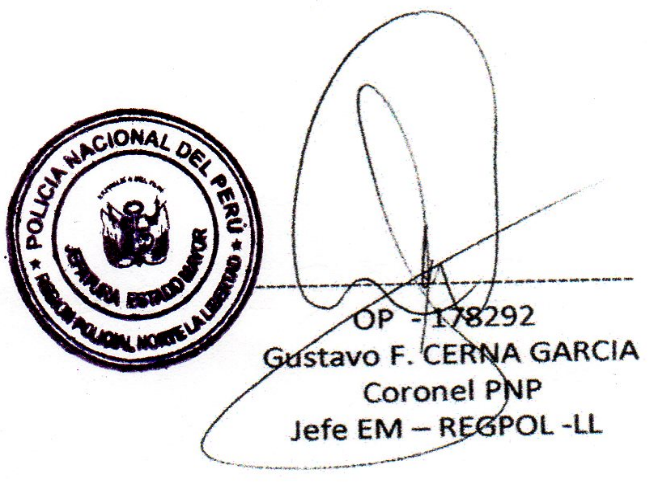 POLICIA NACIONAL DEL PERÚ
JEFATURA ESTADO MAYOR
REGION POLICIAL NORTE LA LIBERTAD
OP - 178292
Gustavo F. CERNA GARCIA
Coronel PNP
Jefe EM – REGPOL -LL